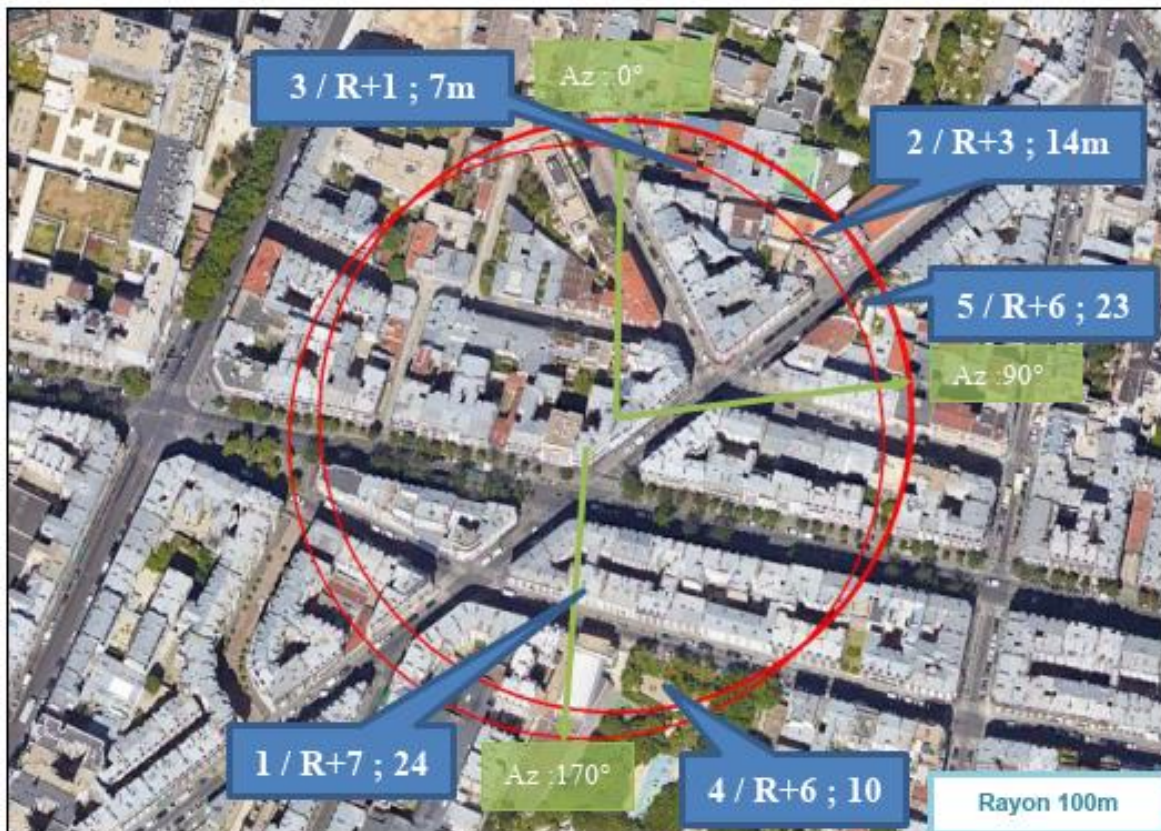 3 / R+1 ; 7m
Az : 0°
2 / R+3 ; 14m
5 / R+6 ; 23
Az :90°
1 / R+7 ; 24
Az :170°
4 / R+6 ; 10
Rayon 100m